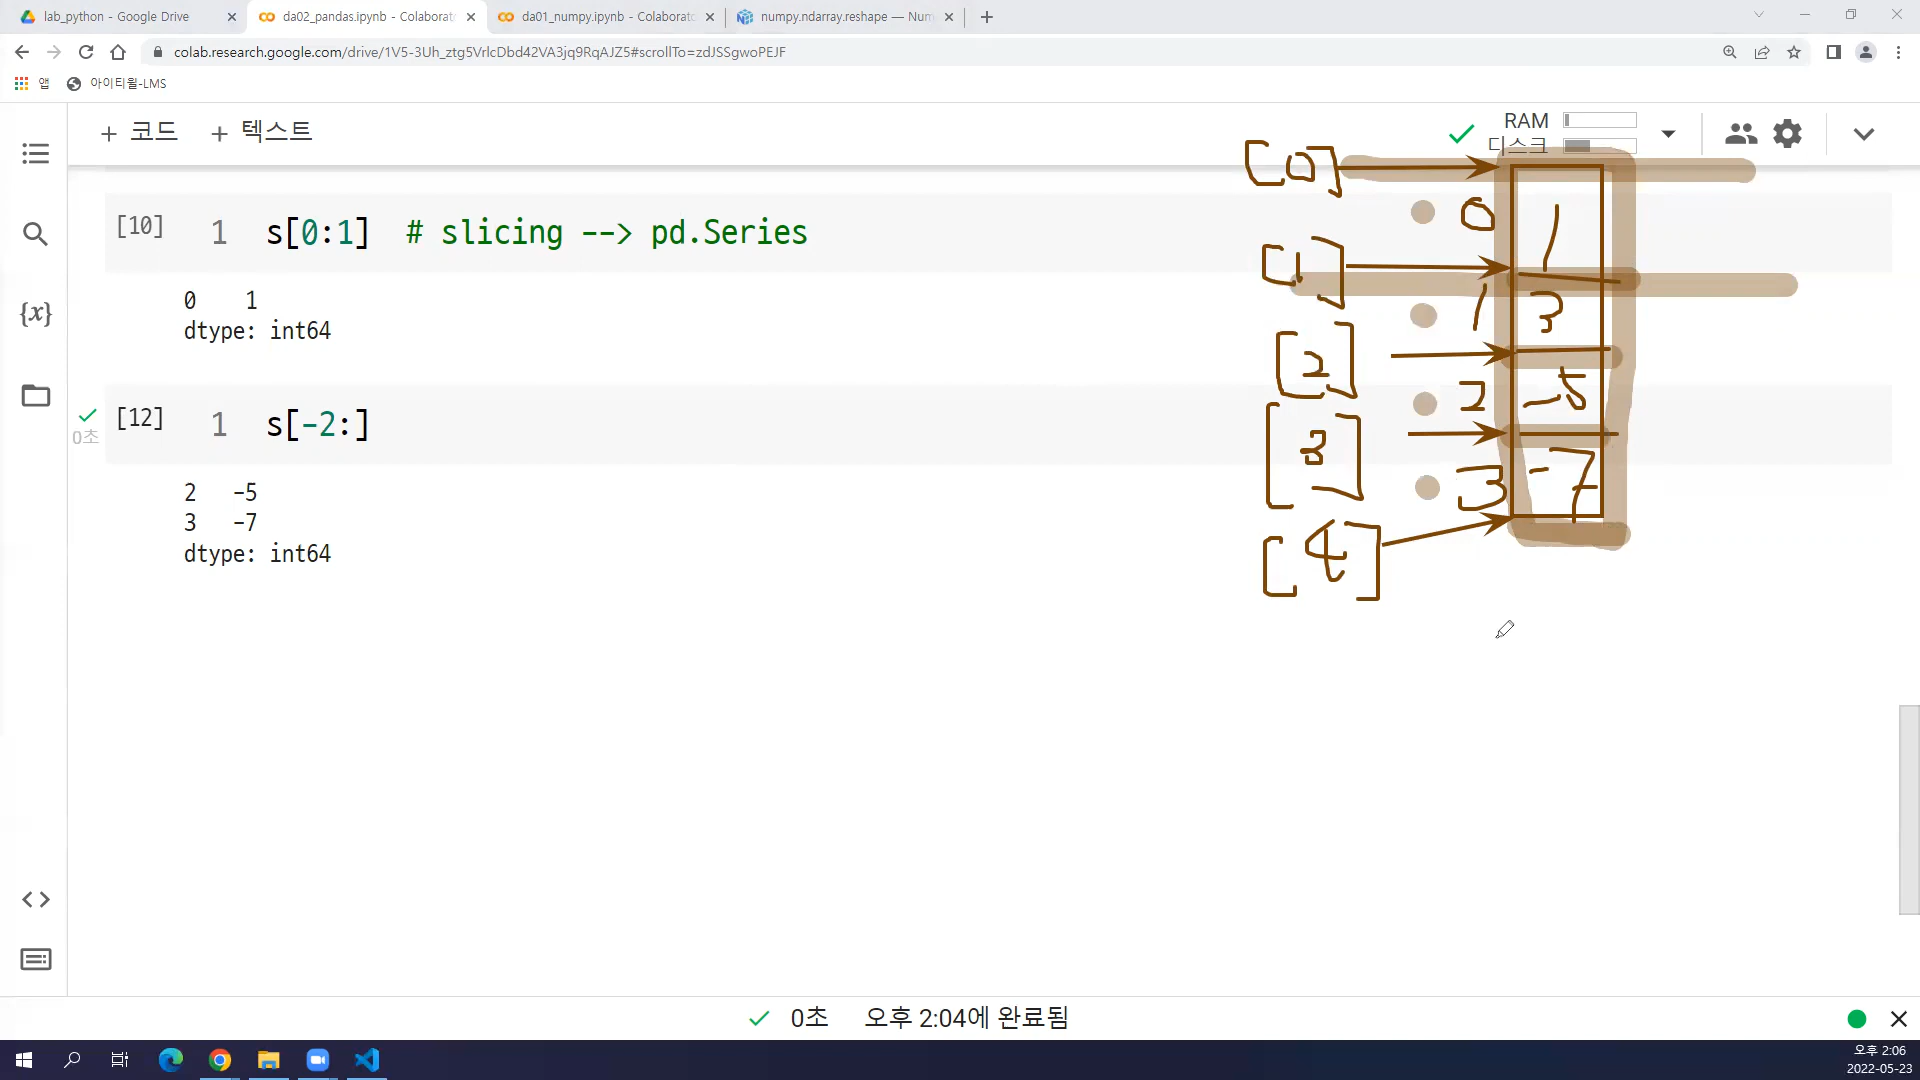 lab_python - Google Drive
da02_pandas.ipynb - Colaborato
da01_numpy.ipynb - Colaborato
numpy.ndarray.reshape — Num
colab.research.google.com/drive/1V5-3Uh_ztg5VrlcDbd42VA3jq9RqAJZ5#scrollTo=zdJSSgwoPEJF
앱
아이티윌-LMS
+ 코드
+ 텍스트
RAM
디스크
[0]
[10] 1 s[0:1] # slicing --> pd.Series
0 1
[1]
0 1
dtype: int64
1 3
[2]
0초
[12] 1 s[-2:]
2 -5
[3]
3 -7
2 -5
3 -7
dtype: int64
[4]
{x}
0초 오후 2:04에 완료됨
오후 2:06
2022-05-23